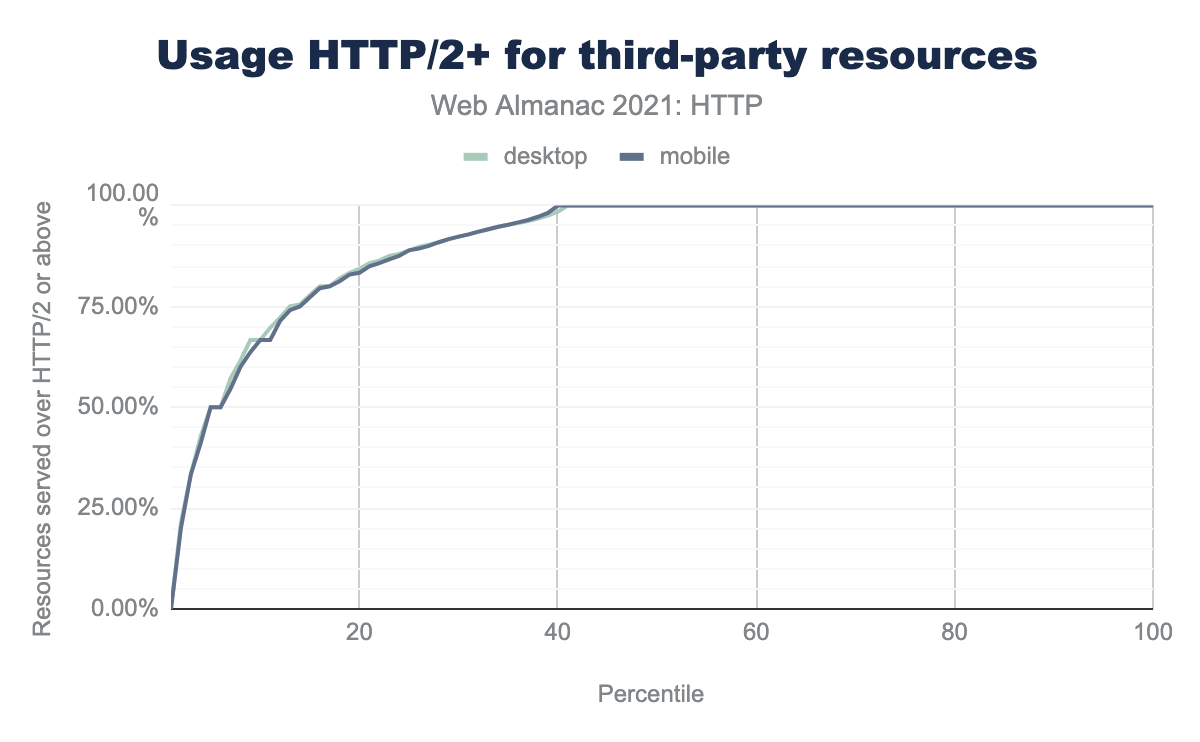 Usage HTTP/2+ for third-party resources
Web Almanac 2021: HTTP
desktop
mobile
Resources served over HTTP/2 or above
100.00
%
75.00%
50.00%
25.00%
0.00%
20
40
60
80
100
Percentile